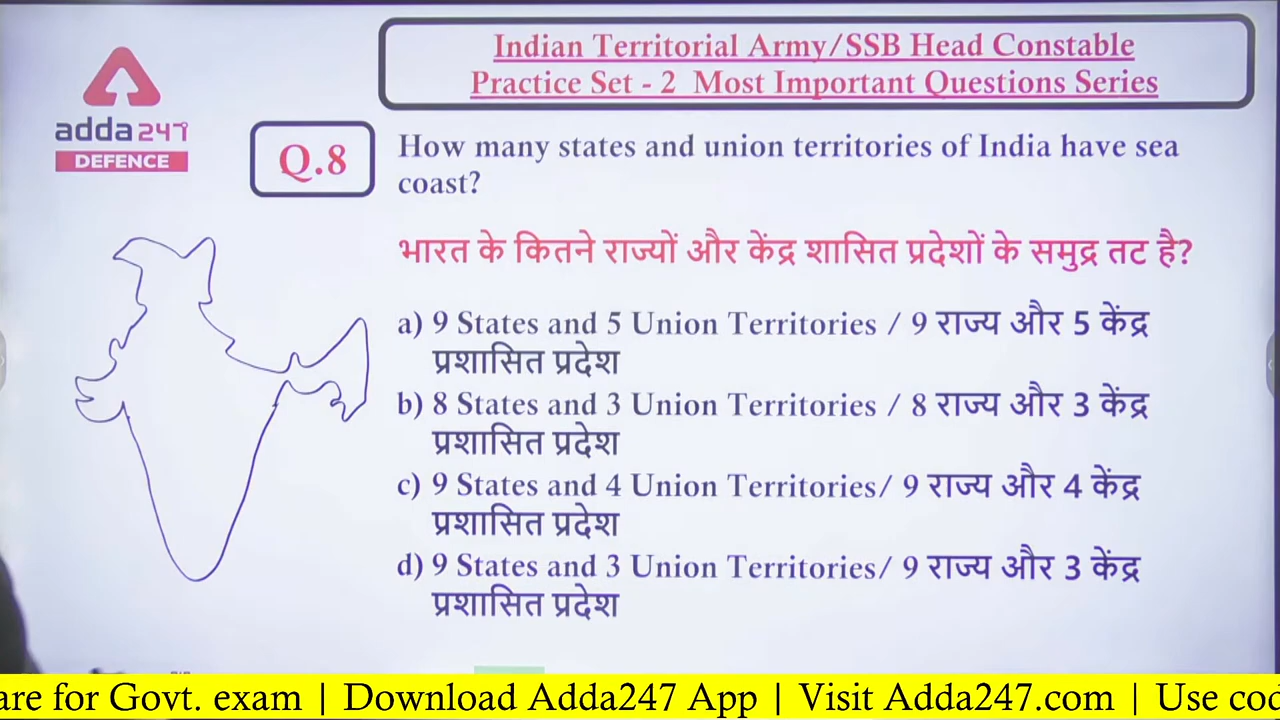 Indian Territorial Army/SSB Head Constable
Practice Set - 2 Most Important Questions Series
adda247
DEFENCE
Q.8
How many states and union territories of India have sea
coast?
भारत के कितने राज्यों और केंद्र शासित प्रदेशों के समुद्र तट है?
a) 9 States and 5 Union Territories / 9 राज्य और 5 केंद्र
प्रशासित प्रदेश
b) 8 States and 3 Union Territories / 8 राज्य और 3 केंद्र
प्रशासित प्रदेश
c) 9 States and 4 Union Territories/ 9 राज्य और 4 केंद्र
प्रशासित प्रदेश
d) 9 States and 3 Union Territories/ 9 राज्य और 3 केंद्र
प्रशासित प्रदेश
are for Govt. exam | Download Adda247 App | Visit Adda247.com | Use cod